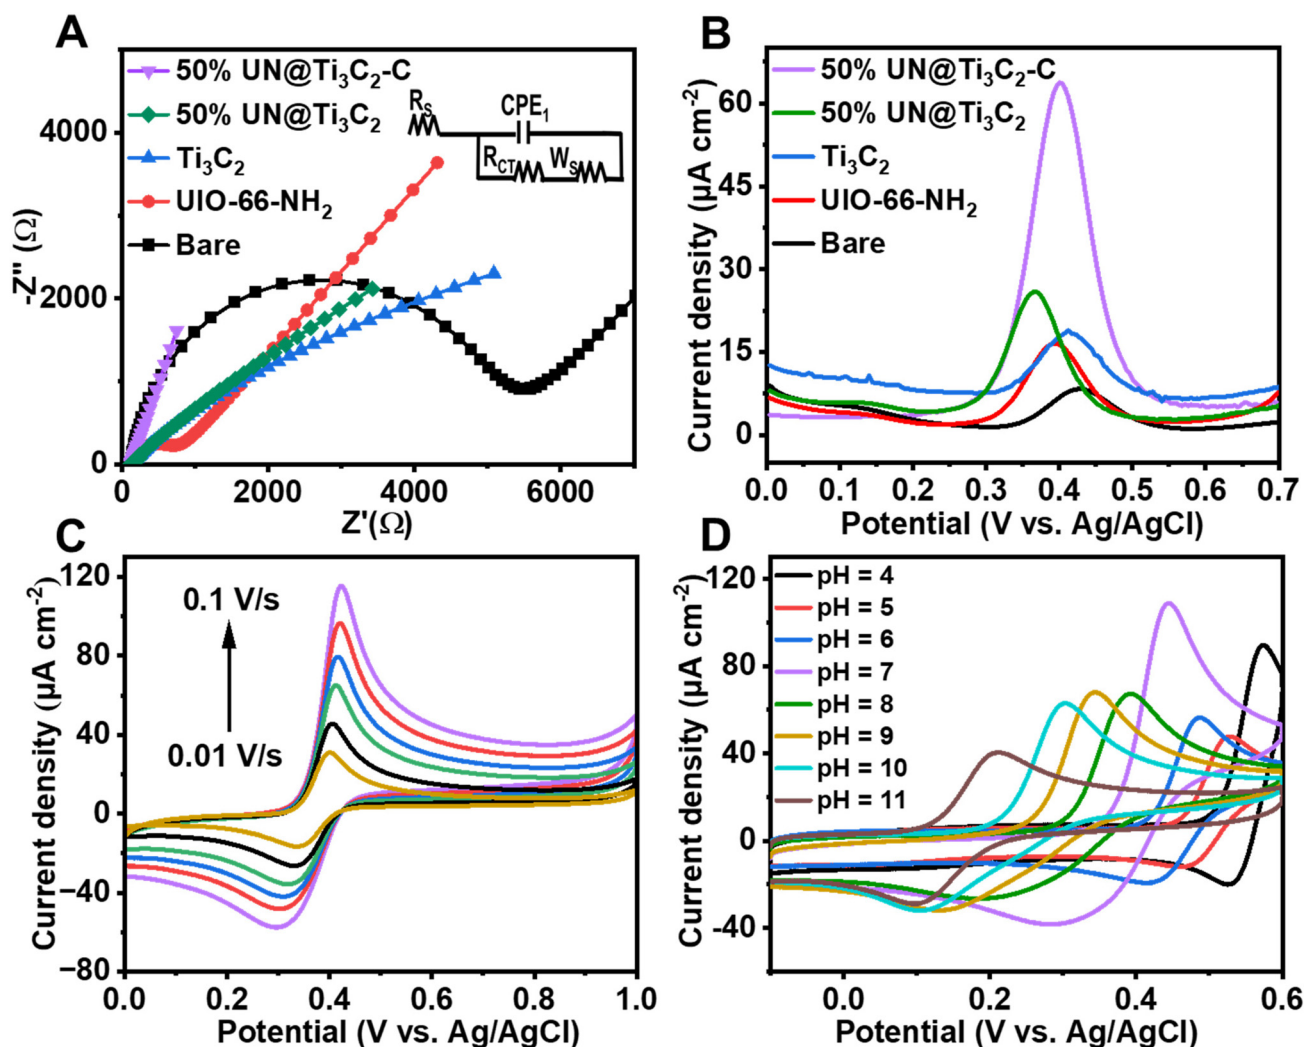 A
50% UN@Ti₃C₂-C
50% UN@Ti₃C₂
Ti₃C₂
UIO-66-NH₂
Bare
R_S
CPE₁
R_CT
W_S
4000
2000
0
-Z'' (Ω)
0
2000
4000
6000
Z'(Ω)
B
50% UN@Ti₃C₂-C
50% UN@Ti₃C₂
Ti₃C₂
UIO-66-NH₂
Bare
60
45
30
15
0
Current density (μA cm⁻²)
0.0
0.1
0.2
0.3
0.4
0.5
0.6
0.7
Potential (V vs. Ag/AgCl)
C
0.1 V/s
0.01 V/s
120
80
40
0
−40
−80
Current density (μA cm⁻²)
0.0
0.2
0.4
0.6
0.8
1.0
Potential (V vs. Ag/AgCl)
D
pH = 4
pH = 5
pH = 6
pH = 7
pH = 8
pH = 9
pH = 10
pH = 11
120
80
40
0
-40
Current density (μA cm⁻²)
0.0
0.2
0.4
0.6
Potential (V vs. Ag/AgCl)